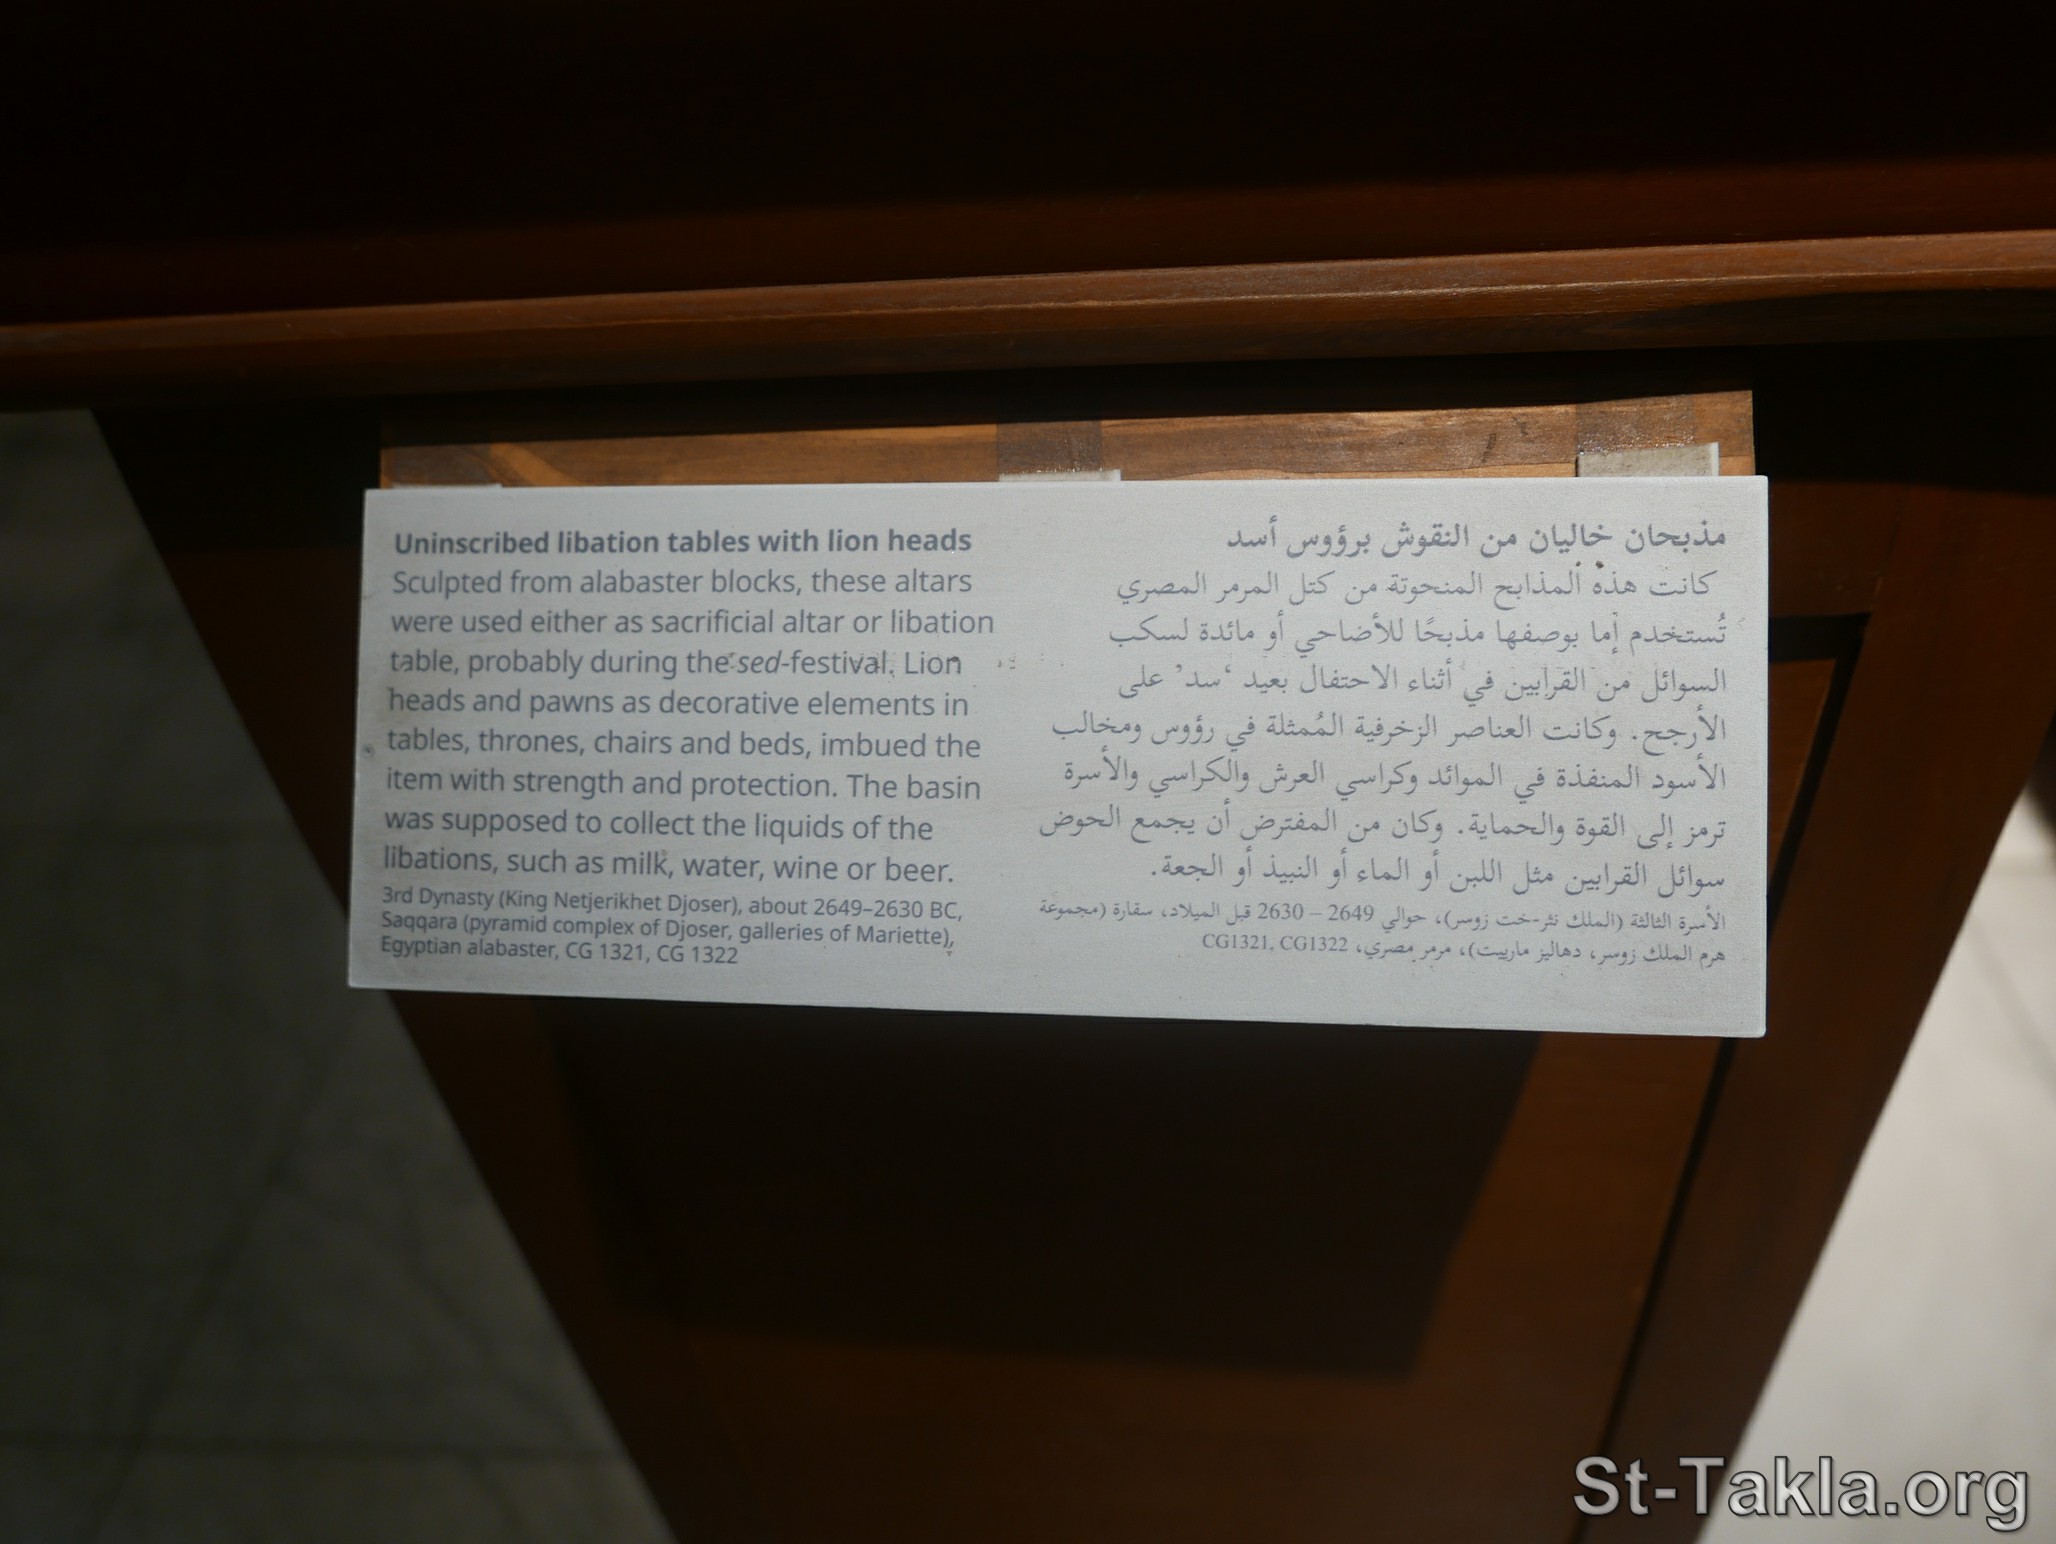 Uninscribed libation tables with lion heads
Sculpted from alabaster blocks, these altars
were used either as sacrificial altar or libation
table, probably during the sed-festival. Lion
heads and pawns as decorative elements in
tables, thrones, chairs and beds, imbued the
item with strength and protection. The basin
was supposed to collect the liquids of the
libations, such as milk, water, wine or beer.
3rd Dynasty (King Netjerikhet Djoser), about 2649–2630 BC,
Saqqara (pyramid complex of Djoser, galleries of Mariette),
Egyptian alabaster, CG 1321, CG 1322
مذبحان خاليان من النقوش برؤوس أسد
كانت هذه المذابح المنحوتة من كتل المرمر المصري
تُستخدم إما بوصفها مذبحًا للأضاحي أو مائدة لسكب
السوائل من القرابين في أثناء الاحتفال بعيد ‘سد’ على
الأرجح. وكانت العناصر الزخرفية المُمثلة في رؤوس ومخالب
الأسود المنفذة في الموائد وكراسي العرش والكراسي والأسرة
ترمز إلى القوة والحماية. وكان من المفترض أن يجمع الحوض
سوائل القرابين مثل اللبن أو الماء أو النبيذ أو الجعة.
الأسرة الثالثة (الملك نثر-خت زوسر)، حوالي 2649 – 2630 قبل الميلاد، سقارة (مجموعة
هرم الملك زوسر، دهاليز مارييت)، مرمر مصري، CG1321, CG1322
St-Takla.org